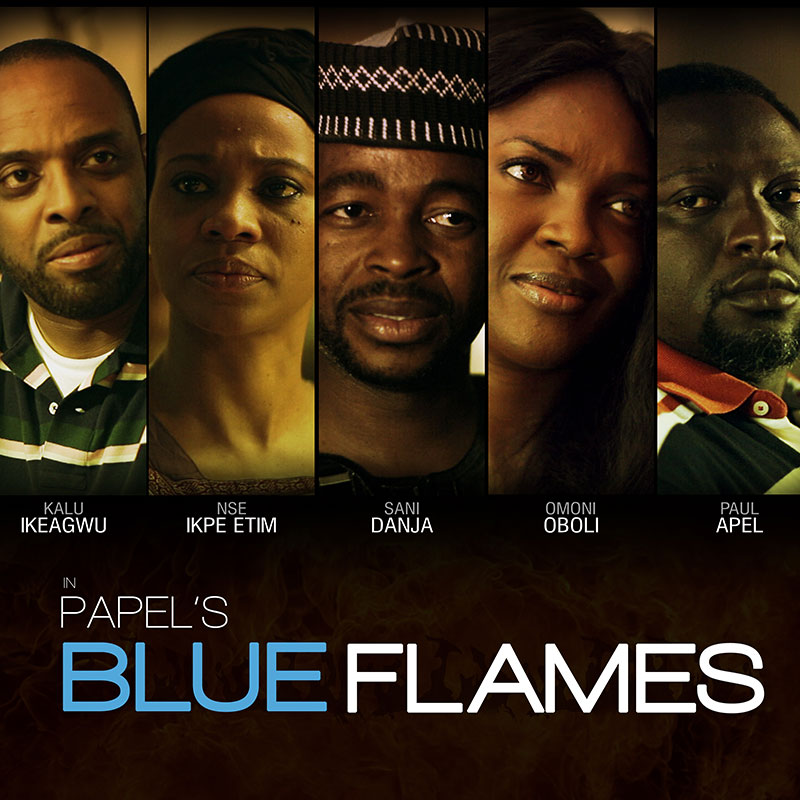 KALU
IKEAGWU
NSE
IKPE ETIM
SANI
DANJA
OMONI
OBOLI
PAUL
APEL
IN
PAPEL'S
BLUE FLAMES